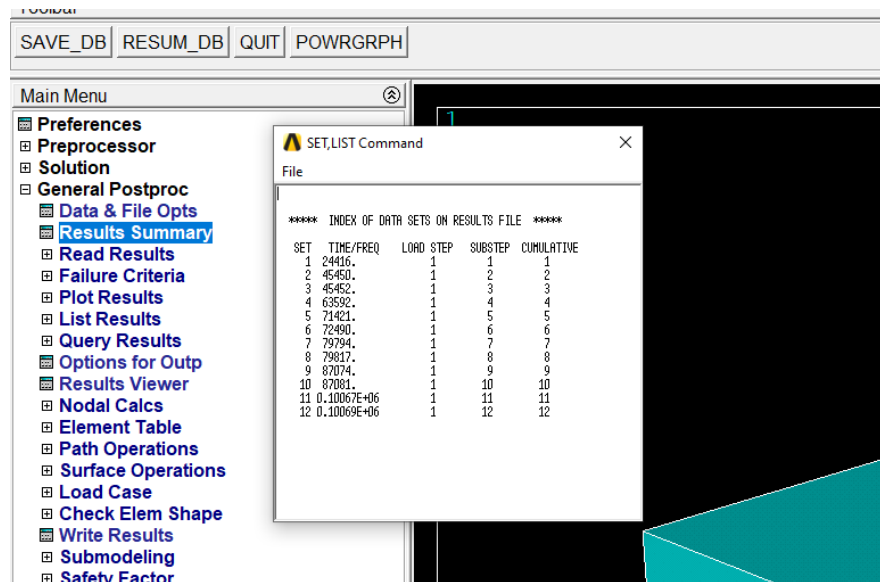 Toolbar
SAVE_DB RESUM_DB QUIT POWRGRPH
Main Menu
Preferences
Preprocessor
Solution
General Postproc
Data & File Opts
Results Summary
Read Results
Failure Criteria
Plot Results
List Results
Query Results
Options for Outp
Results Viewer
Nodal Calcs
Element Table
Path Operations
Surface Operations
Load Case
Check Elem Shape
Write Results
Submodeling
Safety Factor
1
SET,LIST Command
File
***** INDEX OF DATA SETS ON RESULTS FILE *****
SET TIME/FREQ LOAD STEP SUBSTEP CUMULATIVE
1 24416. 1 1 1
2 45450. 1 2 2
3 45452. 1 3 3
4 63592. 1 4 4
5 71421. 1 5 5
6 72490. 1 6 6
7 79794. 1 7 7
8 79817. 1 8 8
9 87074. 1 9 9
10 87081. 1 10 10
11 0.10067E+06 1 11 11
12 0.10069E+06 1 12 12